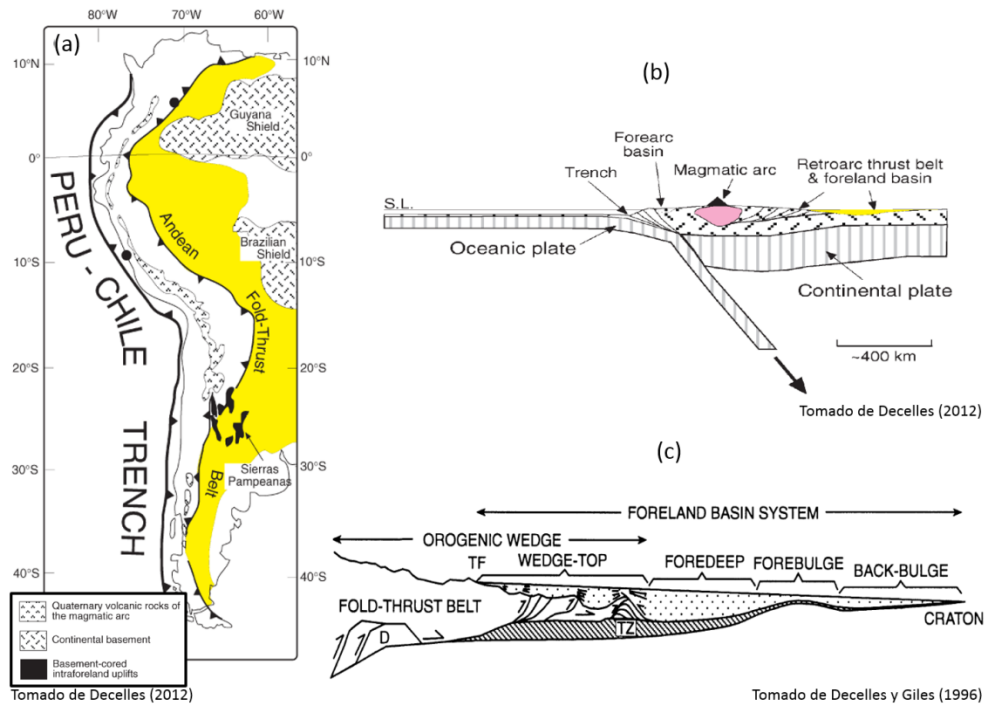 (a)
80°W
70°W
60°W
10°N
10°N
Guyana
Shield
0°
0°
PERU - CHILE TRENCH
Andean
Fold-Thrust
Belt
Brazilian
Shield
10°S
10°S
20°S
20°S
Sierras
Pampeanas
30°S
30°S
40°S
40°S
Quaternary volcanic rocks of
the magmatic arc
Continental basement
Basement-cored
intraforeland uplifts
Tomado de Decelles (2012)
(b)
Forearc
basin
Trench
Magmatic arc
Retroarc thrust belt
& foreland basin
S.L.
Oceanic plate
Continental plate
~400 km
Tomado de Decelles (2012)
(c)
FORELAND BASIN SYSTEM
OROGENIC WEDGE
TF
WEDGE-TOP
FOREDEEP
FOREBULGE
BACK-BULGE
FOLD-THRUST BELT
D
TZ
CRATON
Tomado de Decelles y Giles (1996)